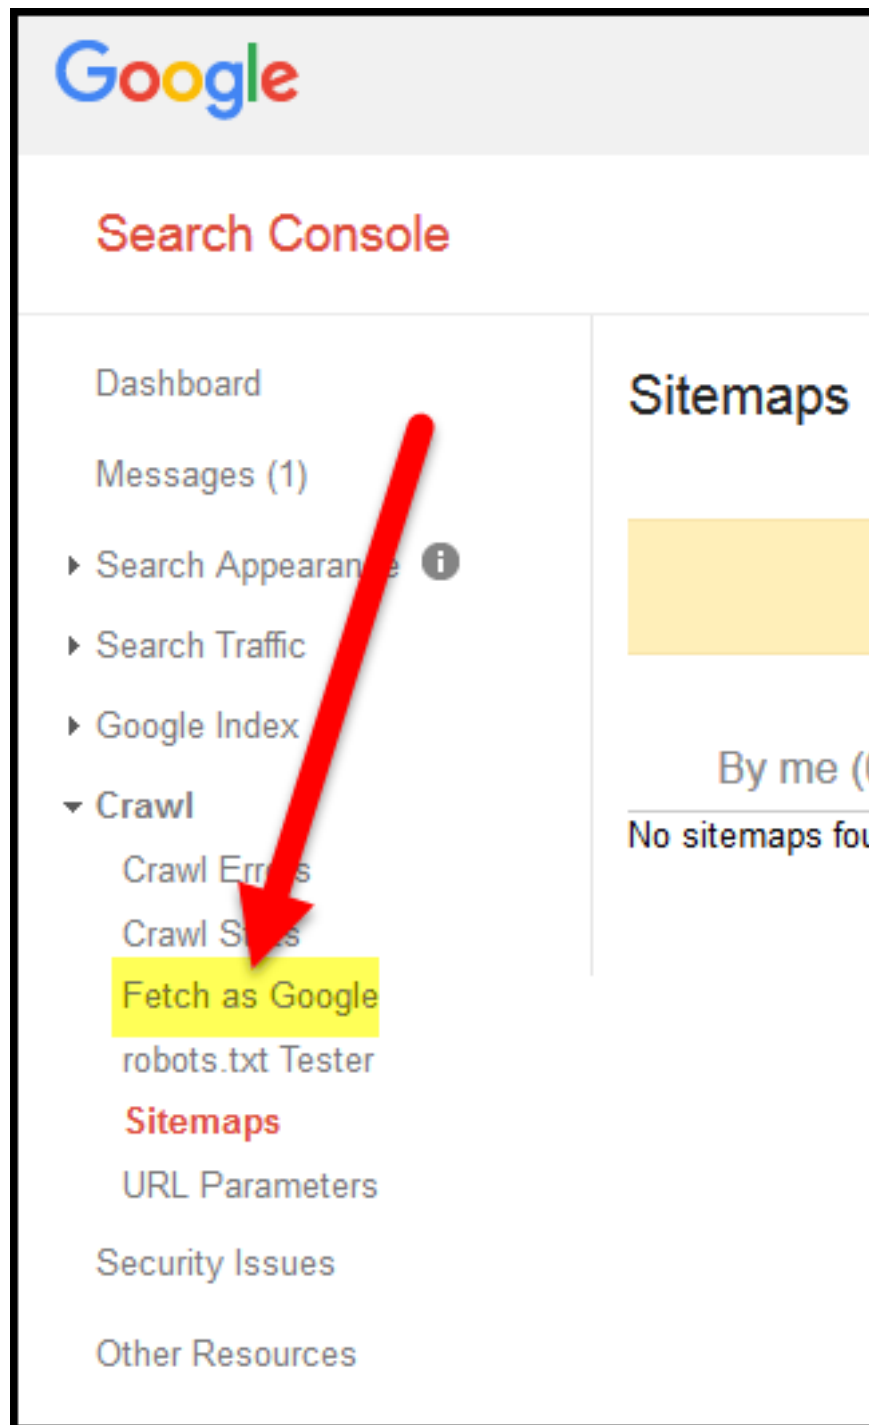 Google
Search Console
Dashboard
Messages (1)
Search Appearance
Search Traffic
Google Index
Crawl
Crawl Errors
Crawl Stats
Fetch as Google
robots.txt Tester
Sitemaps
URL Parameters
Security Issues
Other Resources
Sitemaps
By me (
No sitemaps